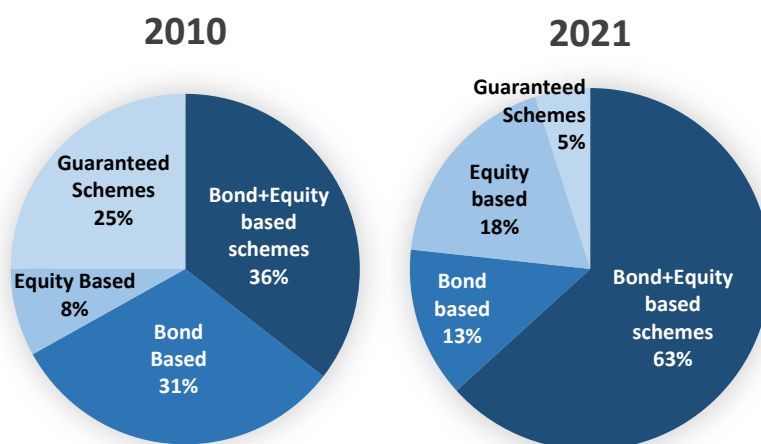 2010
Guaranteed
Schemes
25%
Bond+Equity
based
schemes
36%
Equity Based
8%
Bond
Based
31%
2021
Guaranteed
Schemes
5%
Equity
based
18%
Bond
based
13%
Bond+Equity
based
schemes
63%